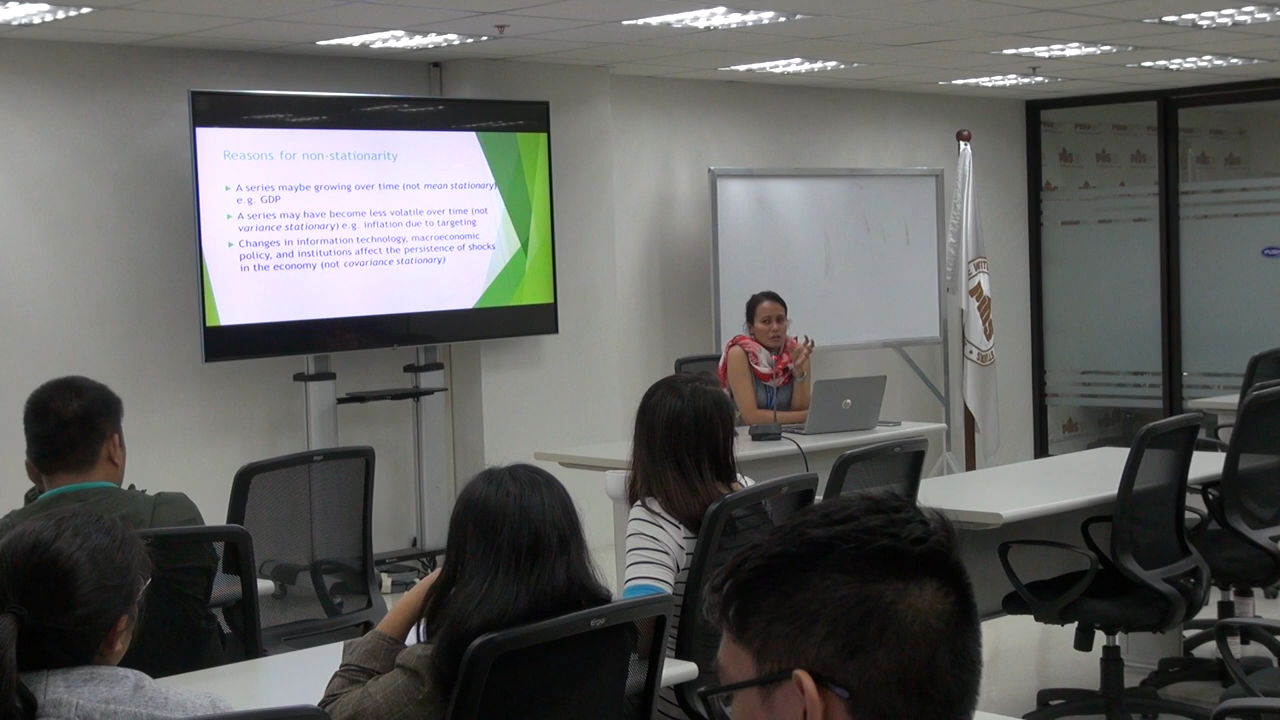 Reasons for non-stationarity
A series maybe growing over time (not mean stationary)
e.g. GDP
A series may have become less volatile over time (not
variance stationary) e.g. inflation due to targeting
Changes in information technology, macroeconomic
policy, and institutions affect the persistence of shocks
in the economy (not covariance stationary)
PIDS
hp